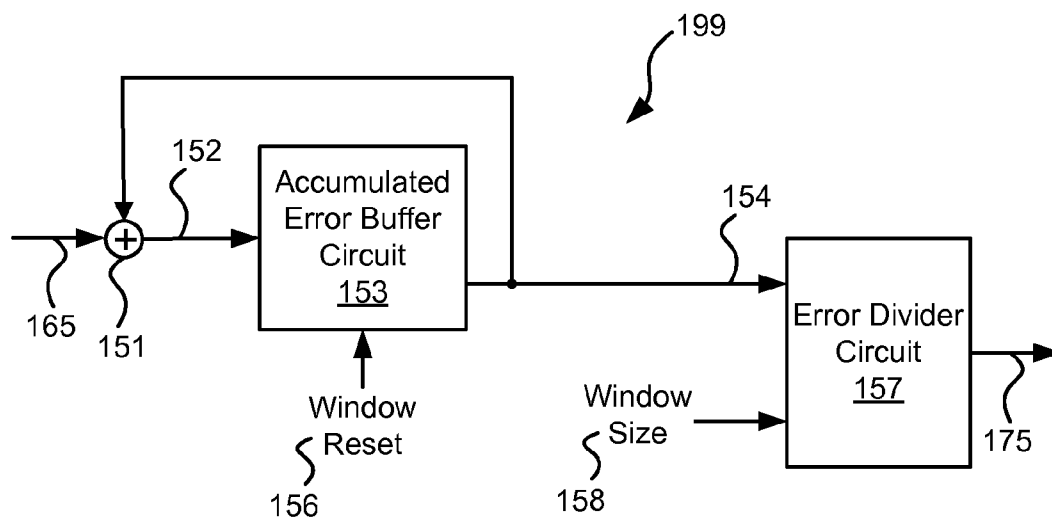 199
152
Accumulated
Error Buffer
Circuit
153
154
165
151
Error Divider
Circuit
157
Window
Reset
156
Window
Size
158
175